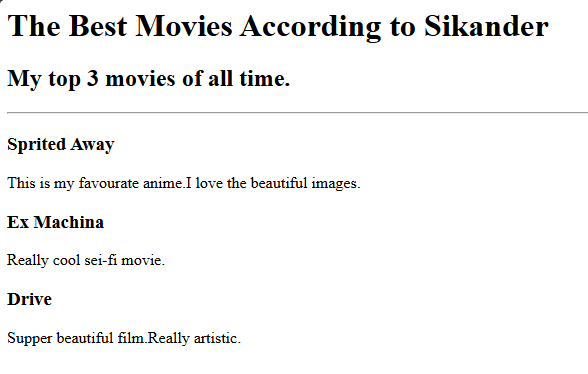 The Best Movies According to Sikander
My top 3 movies of all time.
Sprited Away
This is my favourate anime.I love the beautiful images.
Ex Machina
Really cool sei-fi movie.
Drive
Supper beautiful film.Really artistic.